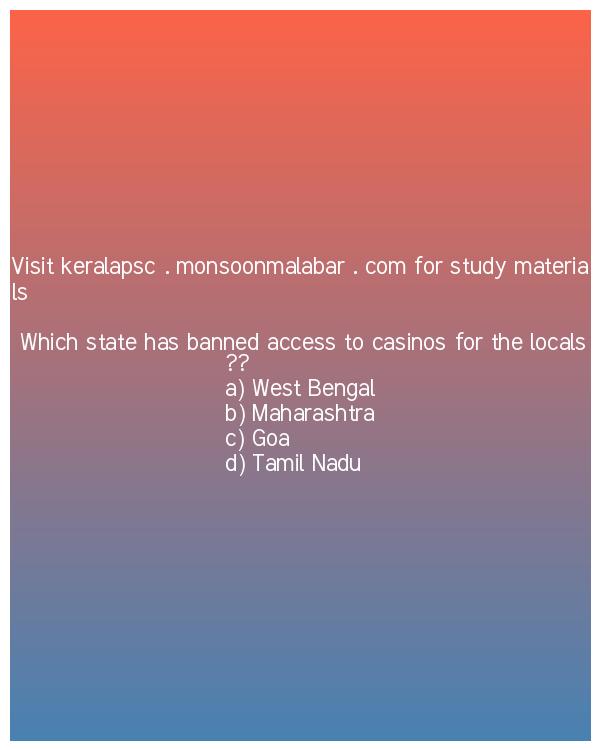 Visit keralapsc . monsoonmalabar . com for study materia
ls
Which state has banned access to casinos for the locals
??
a) West Bengal
b) Maharashtra
c) Goa
d) Tamil Nadu